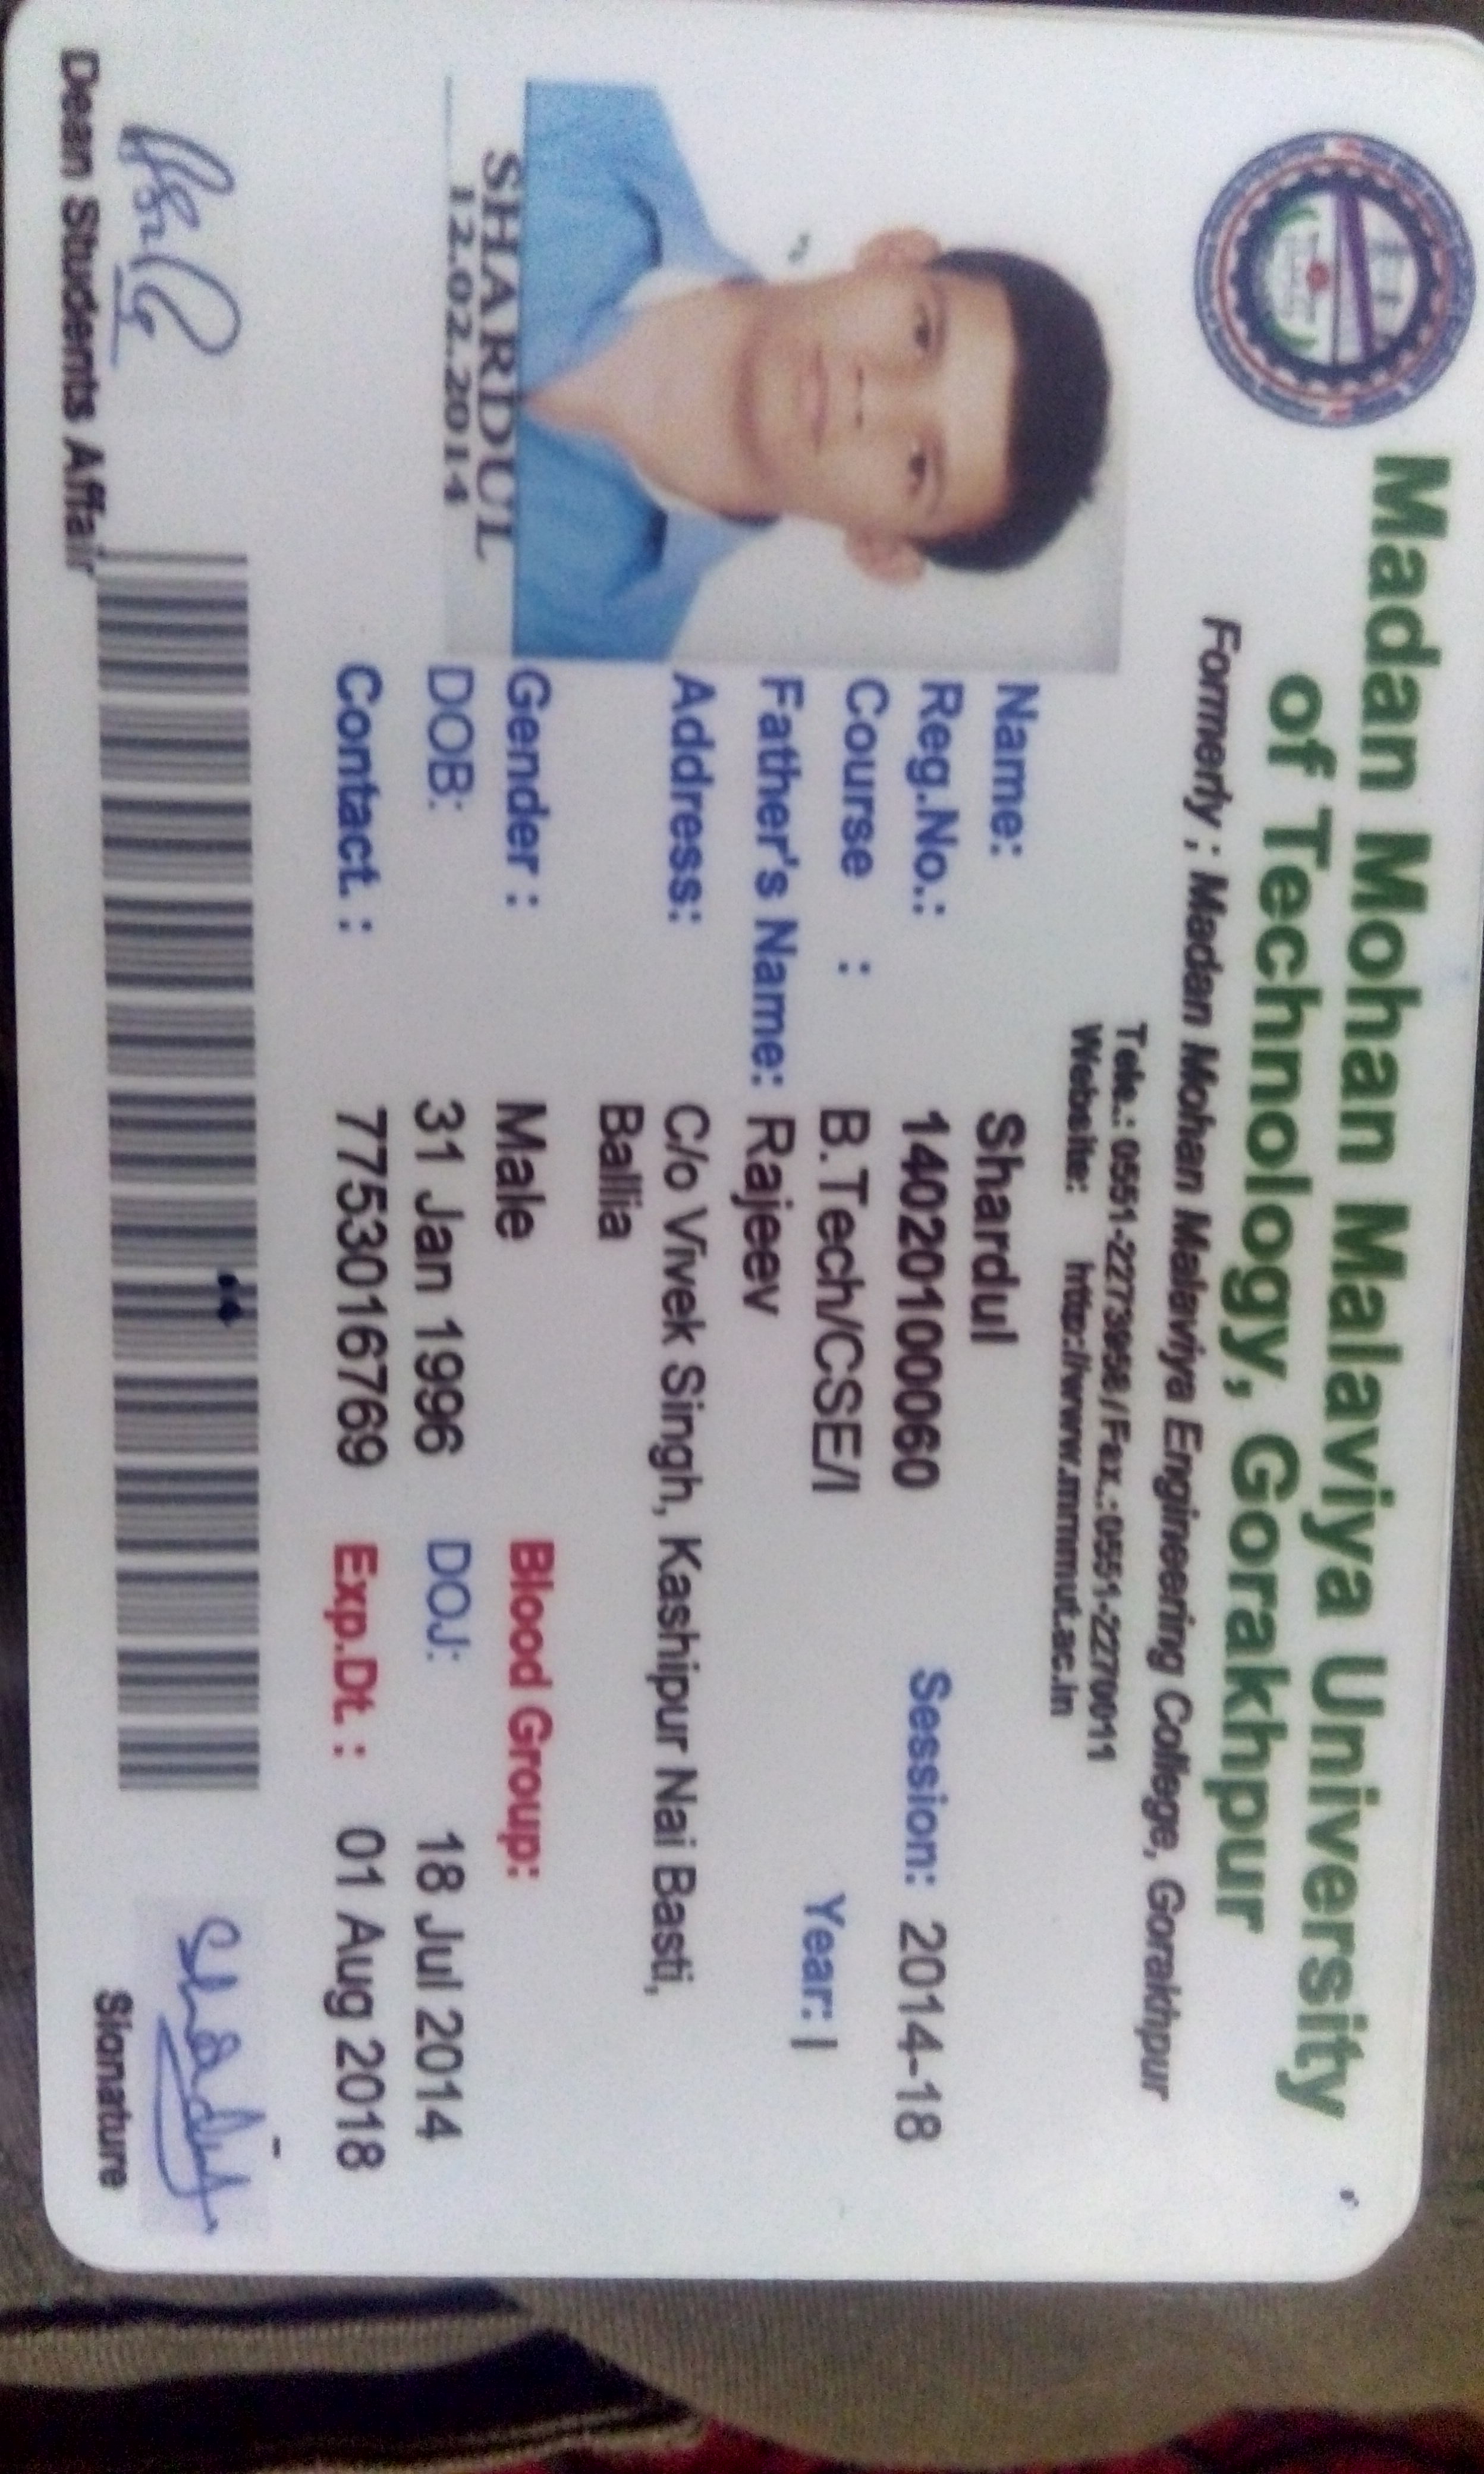 Madan Mohan Malaviya University
of Technology, Gorakhpur
Formerly ; Madan Mohan Malaviya Engineering College, Gorakhpur
Tele.: 0551-2273958 / Fax.:0551-2270011
Website: http://www.mmmut.ac.in
Name: Shardul
Reg.No.: 1402010060 Session: 2014-18
Course : B.Tech/CSE/I Year: I
Father's Name: Rajeev
Address: C/o Vivek Singh, Kashipur Nai Basti,
Ballia
Gender : Male Blood Group:
DOB: 31 Jan 1996 DOJ: 18 Jul 2014
Contact. : 7753016769 Exp.Dt. : 01 Aug 2018
SHARDUL
12.02.2014
Dean Students Affair
Shardul
Signature